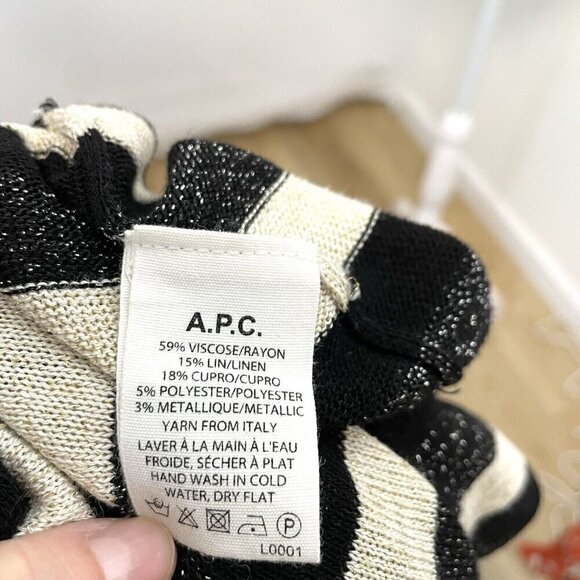 A.P.C.
59% VISCOSE/RAYON
15% LIN/LINEN
18% CUPRO/CUPRO
5% POLYESTER/POLYESTER
3% METALLIQUE/METALLIC
YARN FROM ITALY
LAVER À LA MAIN À L'EAU
FROIDE, SÉCHER À PLAT
HAND WASH IN COLD
WATER, DRY FLAT
P
L0001